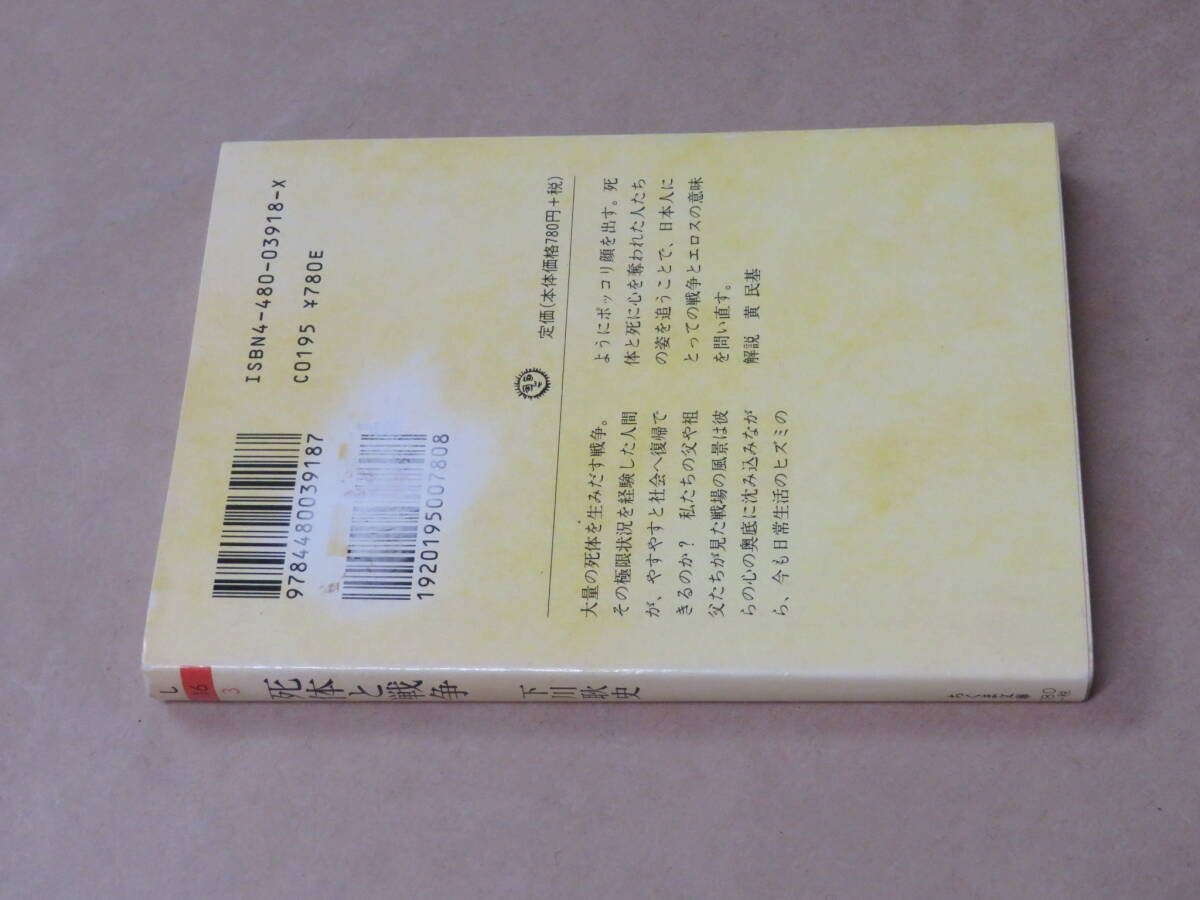 ISBN4-480-03918-X
C0195 ¥780E
9784480039187
1920195007808
定価(本体価格780円+税)
大量の死体を生みだす戦争。
その極限状況を経験した人間
が、やすやすと社会へ復帰で
きるのか? 私たちの父や祖
父たちが見た戦場の風景は彼
らの心の奥底に沈み込みなが
ら、今も日常生活のヒズミの
ようにポッコリ顔を出す。死
体と死に心を奪われた人たち
の姿を追うことで、日本人に
とっての戦争とエロスの意味
を問い直す。
解説 黄 民基
し
16
3
死体と戦争
下川耿史
ちくま文庫